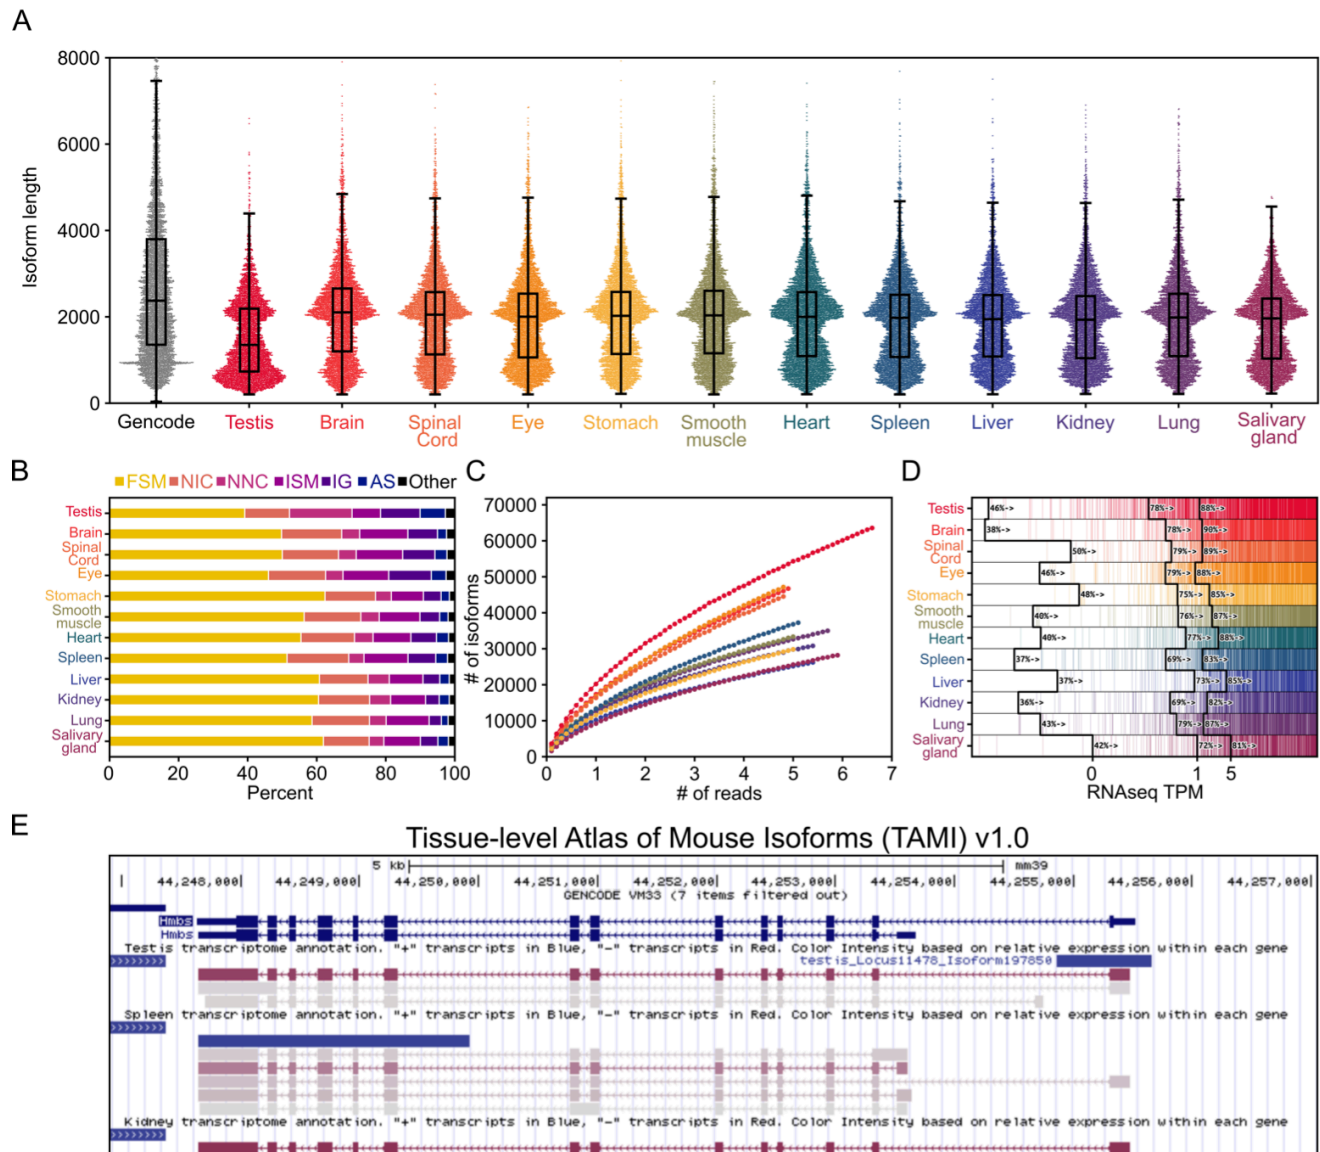 A
Isoform length
8000
6000
4000
2000
0
Gencode Testis Brain Spinal Cord Eye Stomach Smooth muscle Heart Spleen Liver Kidney Lung Salivary gland
B
FSM NIC NNC ISM IG AS Other
Testis
Brain
Spinal
Cord
Eye
Stomach
Smooth
muscle
Heart
Spleen
Liver
Kidney
Lung
Salivary
gland
0 20 40 60 80 100
Percent
C
# of isoforms
70000
60000
50000
40000
30000
20000
10000
0
0 1 2 3 4 5 6 7
# of reads
D
Testis 46%-> 78%-> 88%->
Brain 38%-> 78%-> 90%->
Spinal
Cord 50%-> 79%-> 89%->
Eye 46%-> 79%-> 88%->
Stomach 48%-> 75%-> 85%->
Smooth
muscle 40%-> 76%-> 87%->
Heart 40%-> 77%-> 88%->
Spleen 37%-> 69%-> 83%->
Liver 37%-> 73%-> 85%->
Kidney 36%-> 69%-> 82%->
Lung 43%-> 79%-> 87%->
Salivary
gland 42%-> 72%-> 81%->
0 1 5
RNAseq TPM
E
Tissue-level Atlas of Mouse Isoforms (TAMI) v1.0
5 kb mm39
44,248,000| 44,249,000| 44,250,000| 44,251,000| 44,252,000| 44,253,000| 44,254,000| 44,255,000| 44,256,000| 44,257,000|
GENCODE VM33 (7 items filtered out)
Hmbs
Hmbs
Testis transcriptome annotation. "+" transcripts in Blue, "-" transcripts in Red. Color Intensity based on relative expression within each gene
testis_Locus11478_Isoform197850
Spleen transcriptome annotation. "+" transcripts in Blue, "-" transcripts in Red. Color Intensity based on relative expression within each gene
Kidney transcriptome annotation. "+" transcripts in Blue, "-" transcripts in Red. Color Intensity based on relative expression within each gene